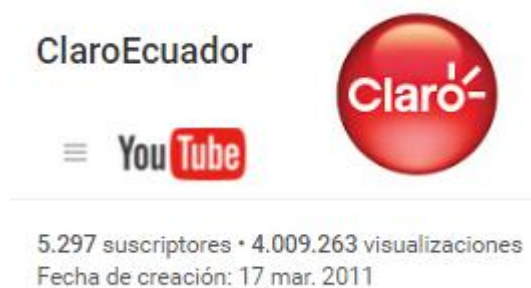 ClaroEcuador
Claro
YouTube
5.297 suscriptores • 4.009.263 visualizaciones
Fecha de creación: 17 mar. 2011